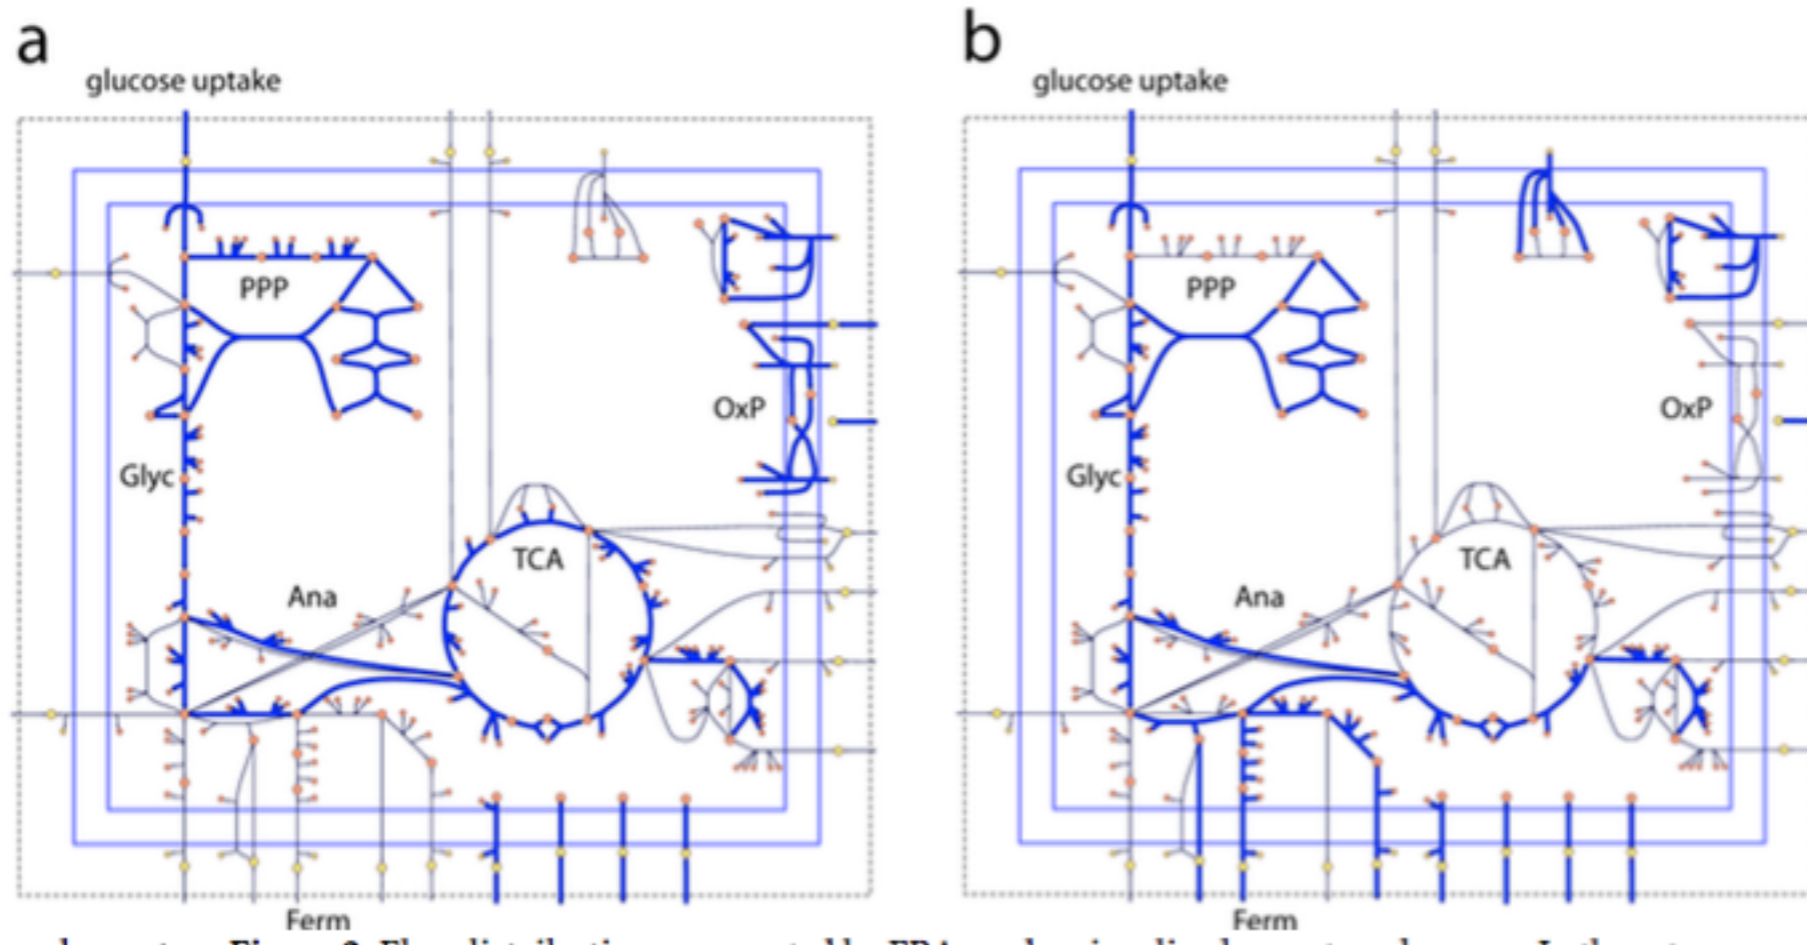 a
b
glucose uptake
glucose uptake
PPP
PPP
OxP
OxP
Glyc
Glyc
TCA
TCA
Ana
Ana
Ferm
Ferm